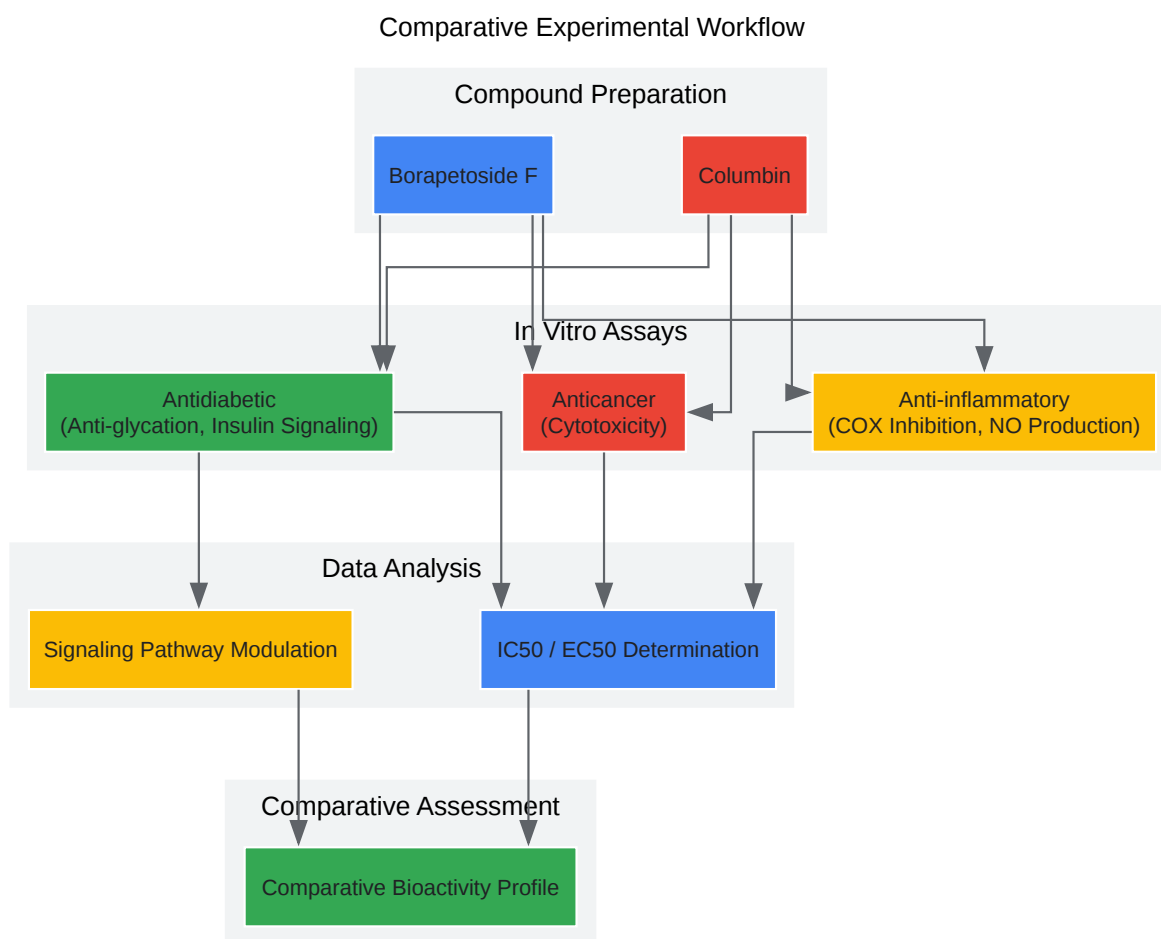 Comparative Experimental Workflow
Compound Preparation
Borapetoside F
Columbin
In Vitro Assays
Antidiabetic
(Anti-glycation, Insulin Signaling)
Anticancer
(Cytotoxicity)
Anti-inflammatory
(COX Inhibition, NO Production)
Data Analysis
Signaling Pathway Modulation
IC50 / EC50 Determination
Comparative Assessment
Comparative Bioactivity Profile